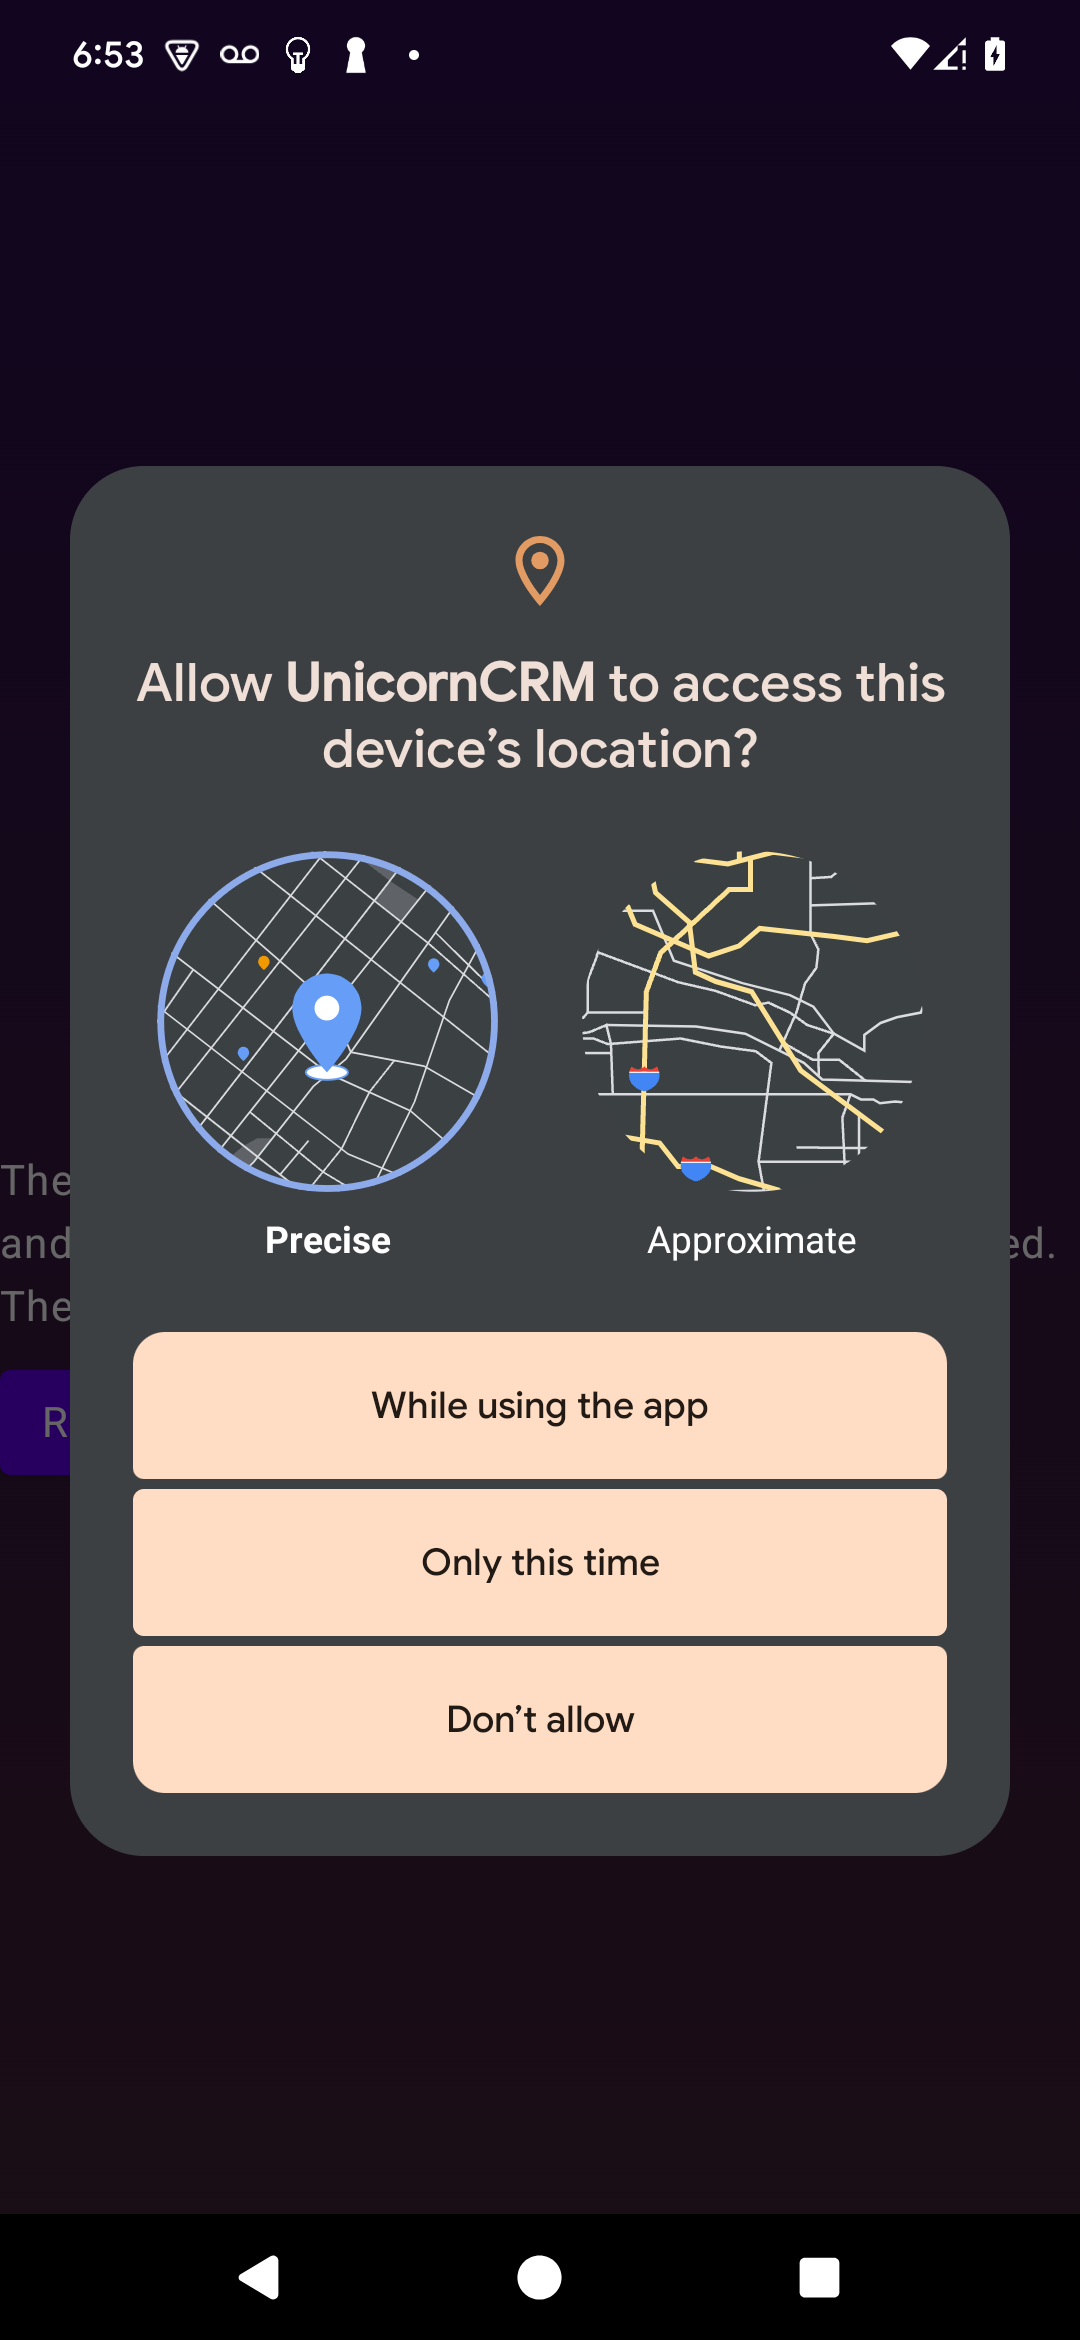 6:53
Allow UnicornCRM to access this
device’s location?
Precise
Approximate
The
and
ed.
The
While using the app
R
Only this time
Don’t allow